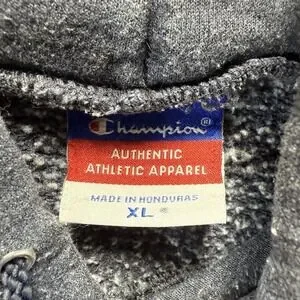 Champion®
AUTHENTIC
ATHLETIC APPAREL
MADE IN HONDURAS
XL